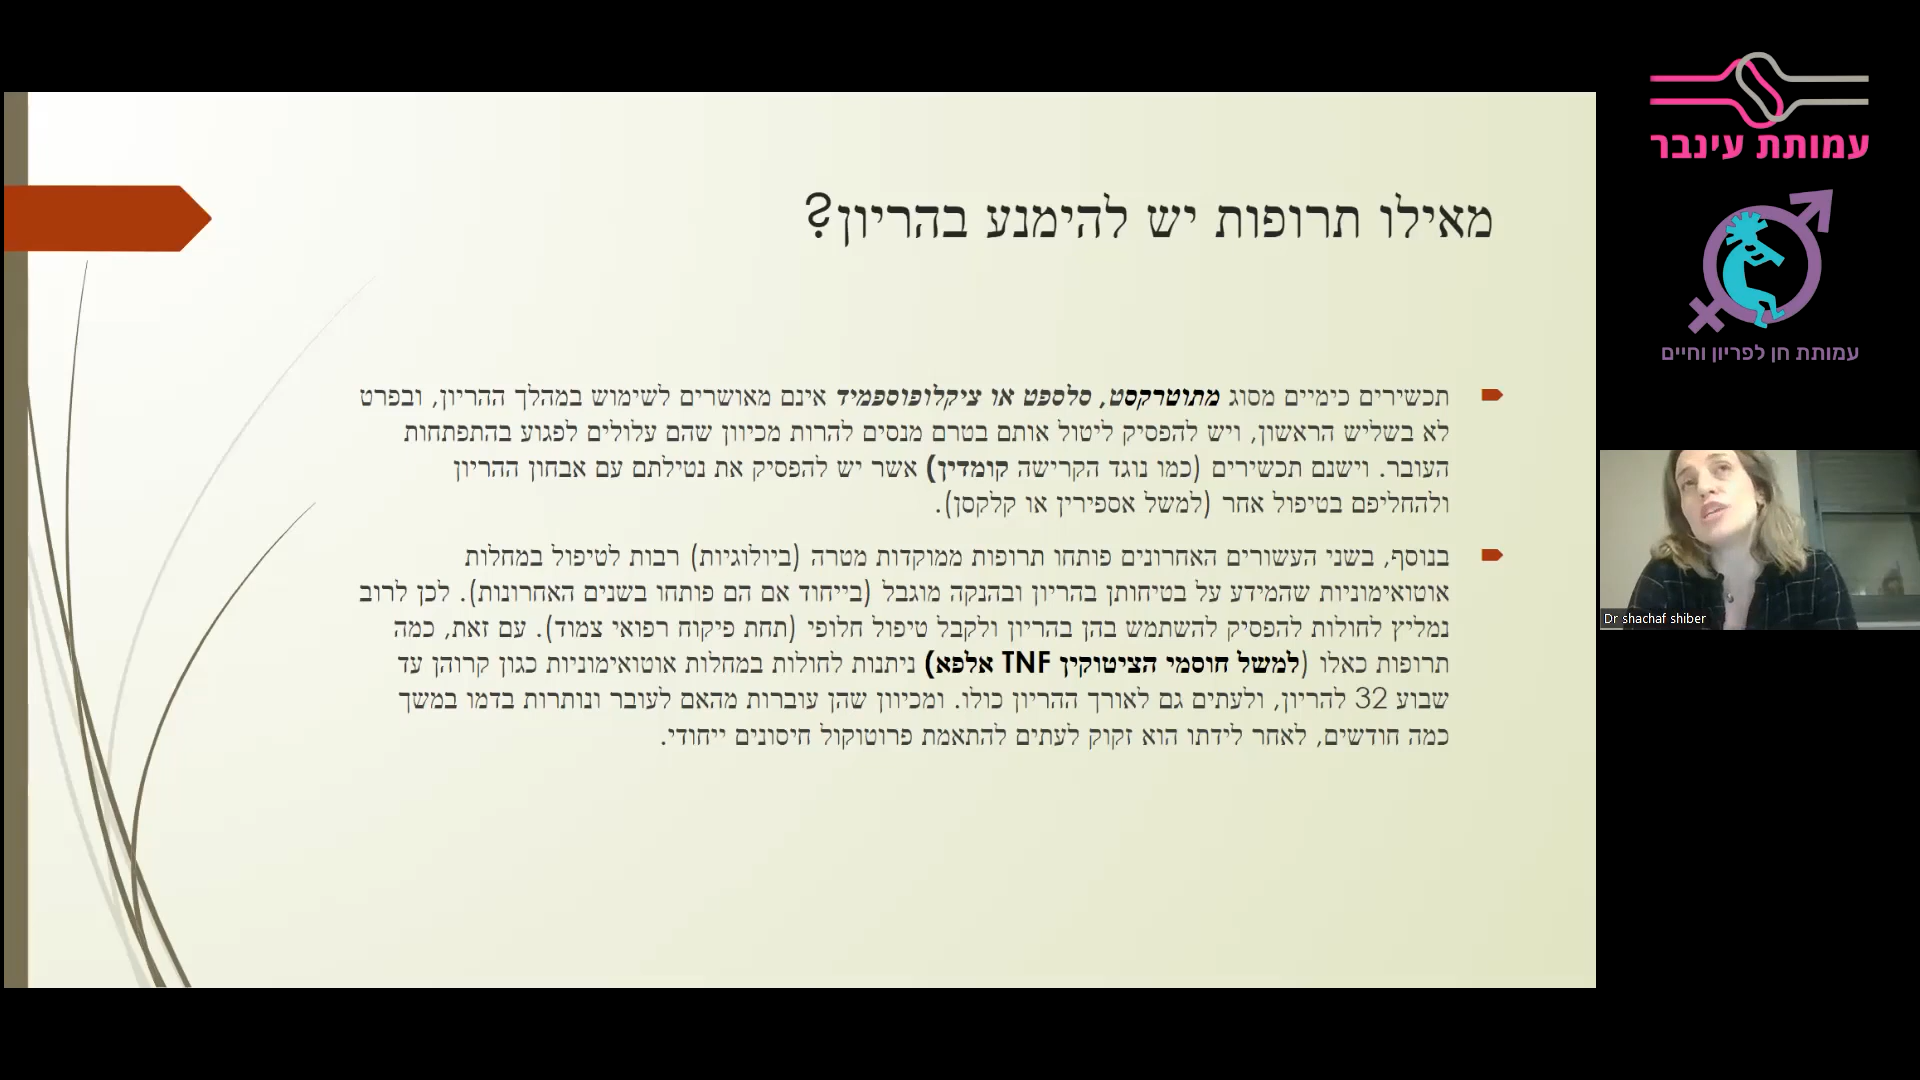 מאילו תרופות יש להימנע בהריון?
תכשירים כימיים מסוג מתוטרקסט, סלספט או ציקלופוספמיד אינם מאושרים לשימוש במהלך ההריון, ובפרט
לא בשליש הראשון, ויש להפסיק ליטול אותם בטרם מנסים להרות מכיוון שהם עלולים לפגוע בהתפתחות
העובר. וישנם תכשירים (כמו נוגד הקרישה קומדין) אשר יש להפסיק את נטילתם עם אבחון ההריון
ולהחליפם בטיפול אחר (למשל אספירין או קלקסן).
בנוסף, בשני העשורים האחרונים פותחו תרופות ממוקדות מטרה (ביולוגיות) רבות לטיפול במחלות
אוטואימוניות שהמידע על בטיחותן בהריון ובהנקה מוגבל (בייחוד אם הם פותחו בשנים האחרונות). לכן לרוב
נמליץ לחולות להפסיק להשתמש בהן בהריון ולקבל טיפול חלופי (תחת פיקוח רפואי צמוד). עם זאת, כמה
תרופות כאלו (למשל חוסמי הציטוקין TNF אלפא) ניתנות לחולות במחלות אוטואימוניות כגון קרוהן עד
שבוע 32 להריון, ולעתים גם לאורך ההריון כולו. ומכיוון שהן עוברות מהאם לעובר ונותרות בדמו במשך
כמה חודשים, לאחר לידתו הוא זקוק לעתים להתאמת פרוטוקול חיסונים ייחודי.
עמותת עינבר
עמותת חן לפריון וחיים
Dr shachaf shiber